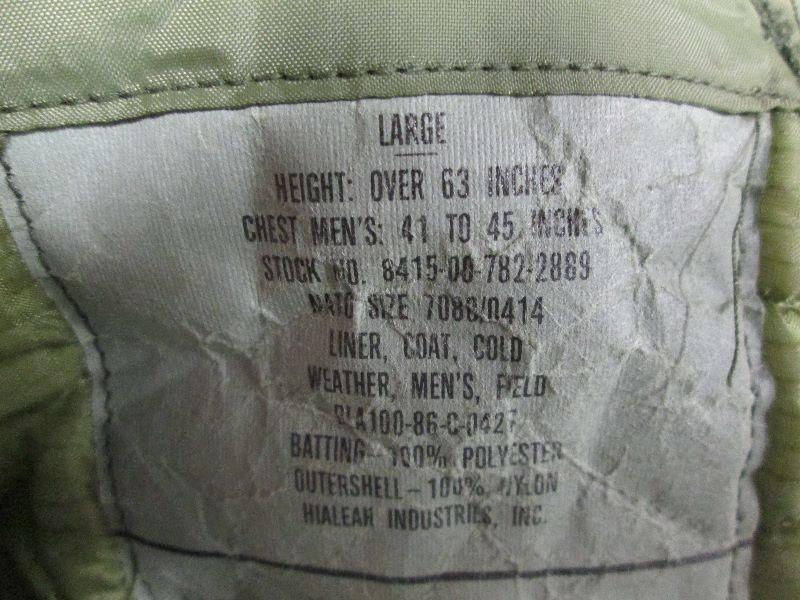 LARGE
HEIGHT: OVER 63 INCHES
CHEST MEN'S: 41 TO 45 INCHES
STOCK NO. 8415-00-782-2889
NATO SIZE 7088/0414
LINER, COAT, COLD
WEATHER, MEN'S, FIELD
DLA100-86-C-0427
BATTING-100% POLYESTER
OUTERSHELL-100% NYLON
HIALEAH INDUSTRIES, INC.